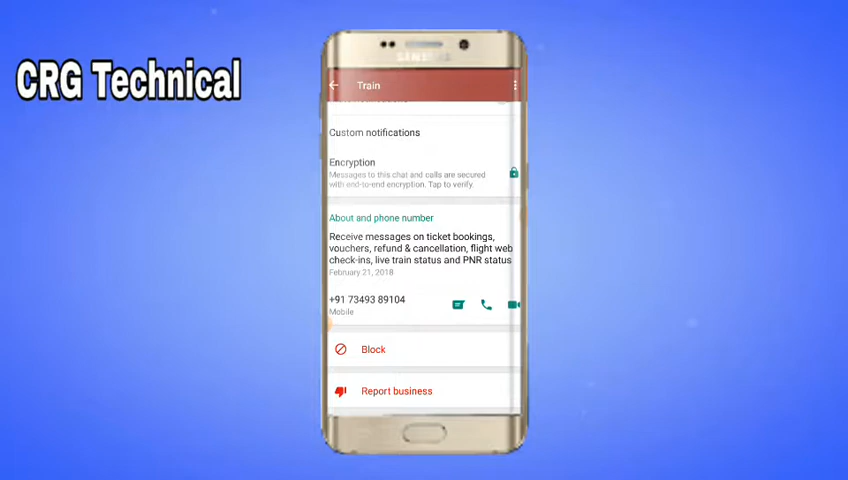 CRG Technical
SAMSUNG
Train
Custom notifications
Encryption
Messages to this chat and calls are secured
with end-to-end encryption. Tap to verify.
About and phone number
Receive messages on ticket bookings,
vouchers, refund & cancellation, flight web
check-ins, live train status and PNR status
February 21, 2018
+91 73493 89104
Mobile
Block
Report business